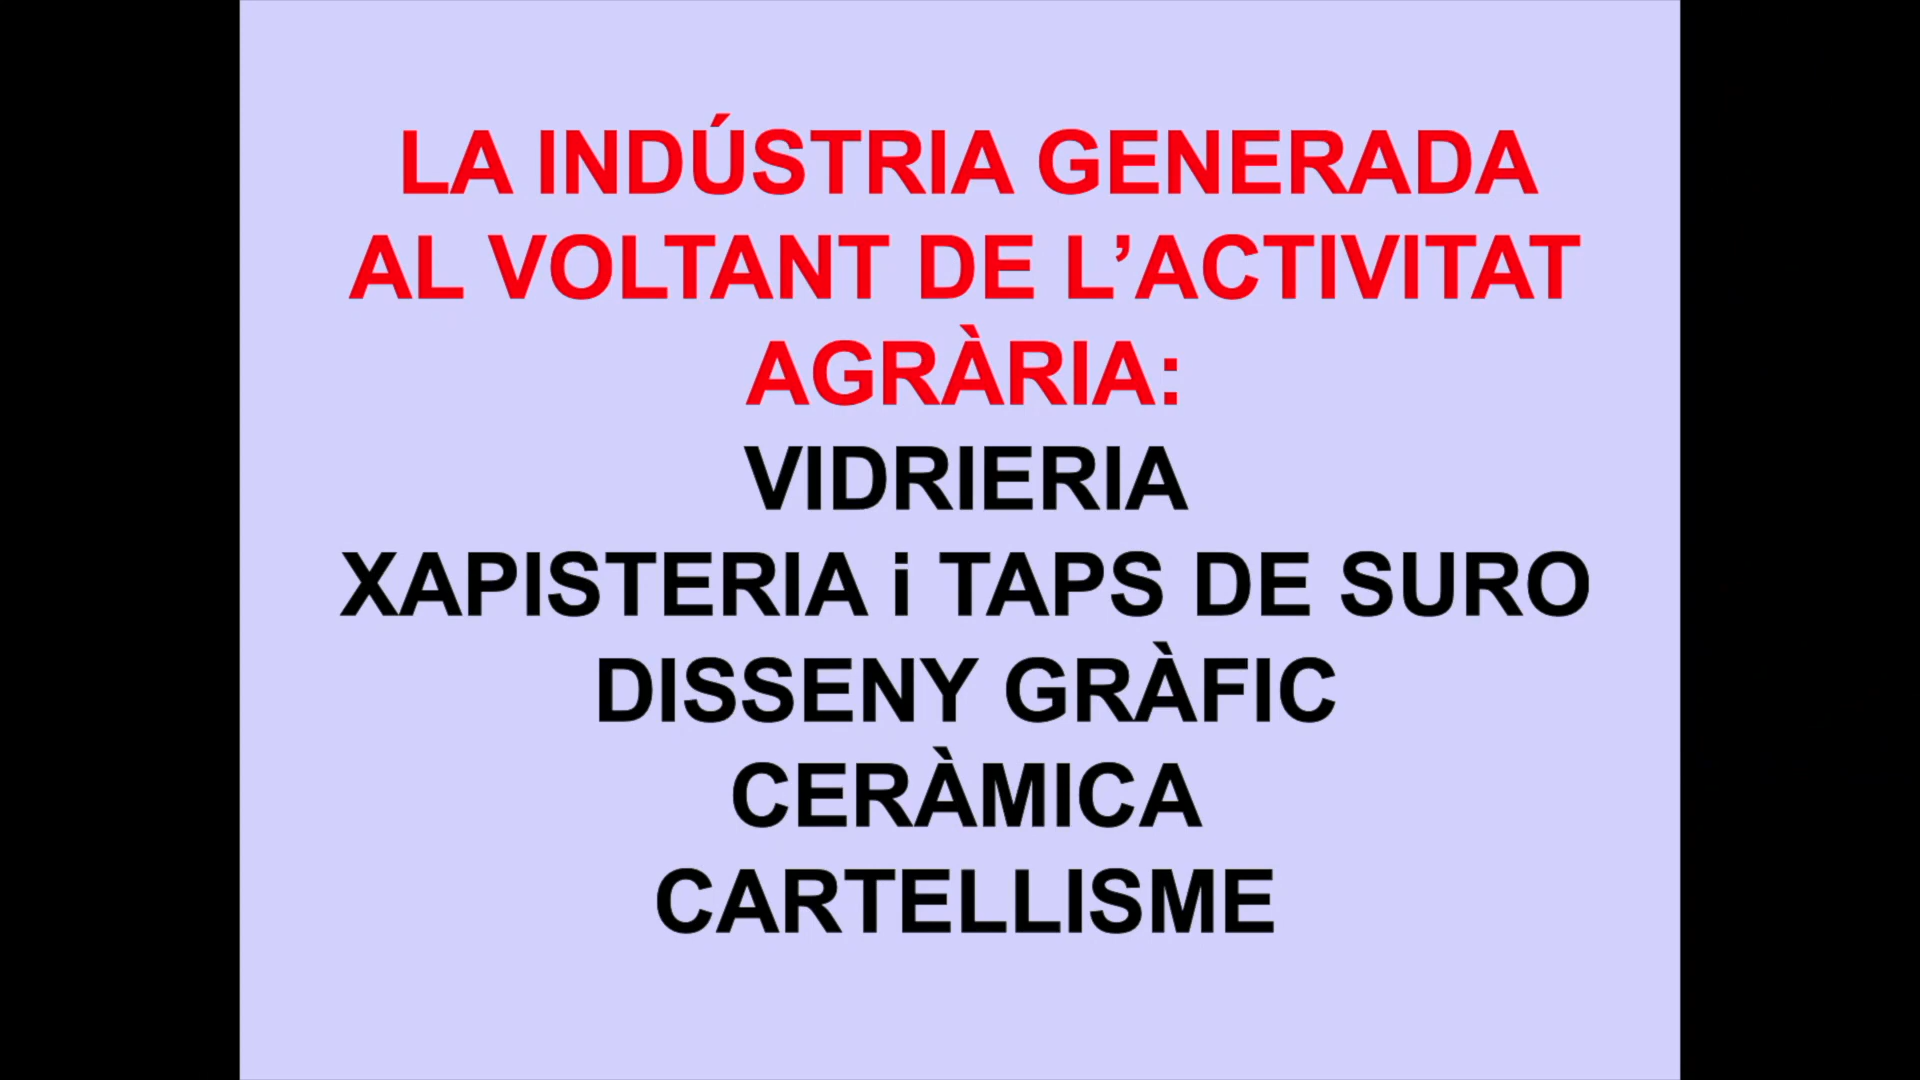 LA INDÚSTRIA GENERADA
AL VOLTANT DE L’ACTIVITAT
AGRÀRIA:
VIDRIERIA
XAPISTERIA i TAPS DE SURO
DISSENY GRÀFIC
CERÀMICA
CARTELLISME